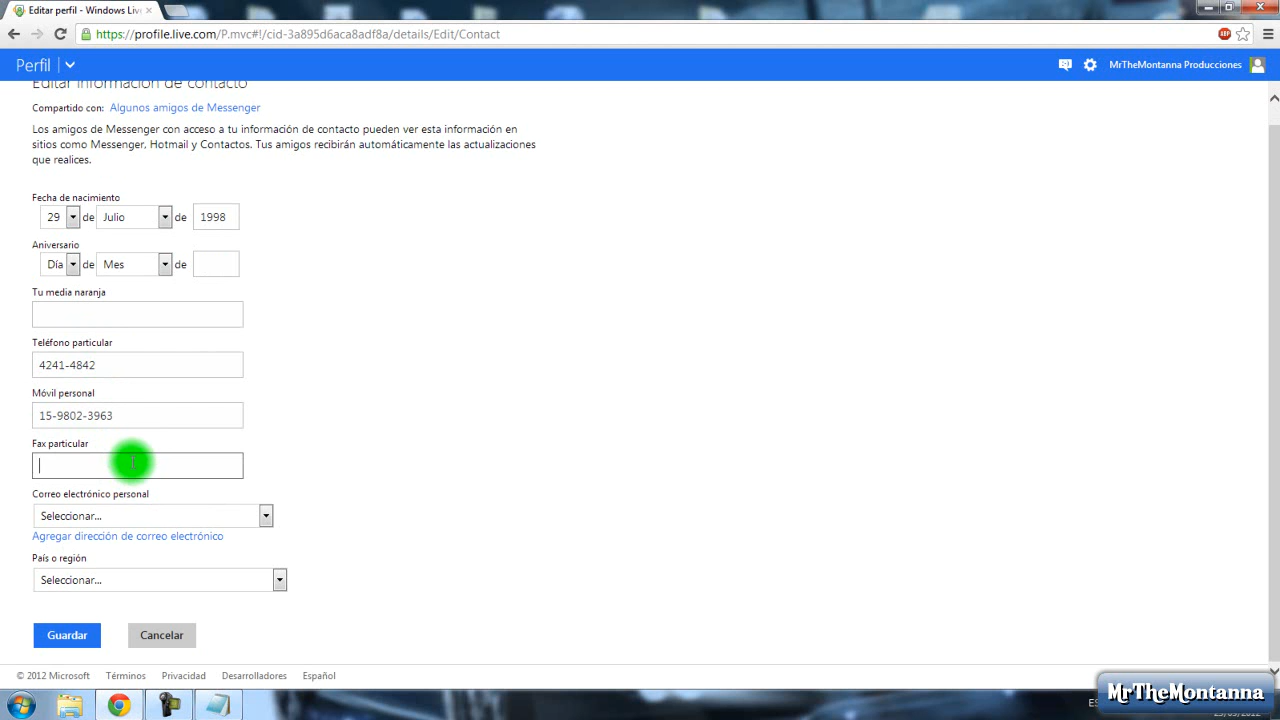 Editar perfil - Windows Liv
https://profile.live.com/P.mvc#!/cid-3a895d6aca8adf8a/details/Edit/Contact
ABP
Perfil
MrTheMontanna Producciones
Editar información de contacto
Compartido con: Algunos amigos de Messenger
Los amigos de Messenger con acceso a tu información de contacto pueden ver esta información en
sitios como Messenger, Hotmail y Contactos. Tus amigos recibirán automáticamente las actualizaciones
que realices.
Fecha de nacimiento
29 de Julio de 1998
Aniversario
Día de Mes de
Tu media naranja
Teléfono particular
4241-4842
Móvil personal
15-9802-3963
Fax particular
Correo electrónico personal
Seleccionar...
Agregar dirección de correo electrónico
País o región
Seleccionar...
Guardar Cancelar
© 2012 Microsoft Términos Privacidad Desarrolladores Español
MrTheMontanna
ES